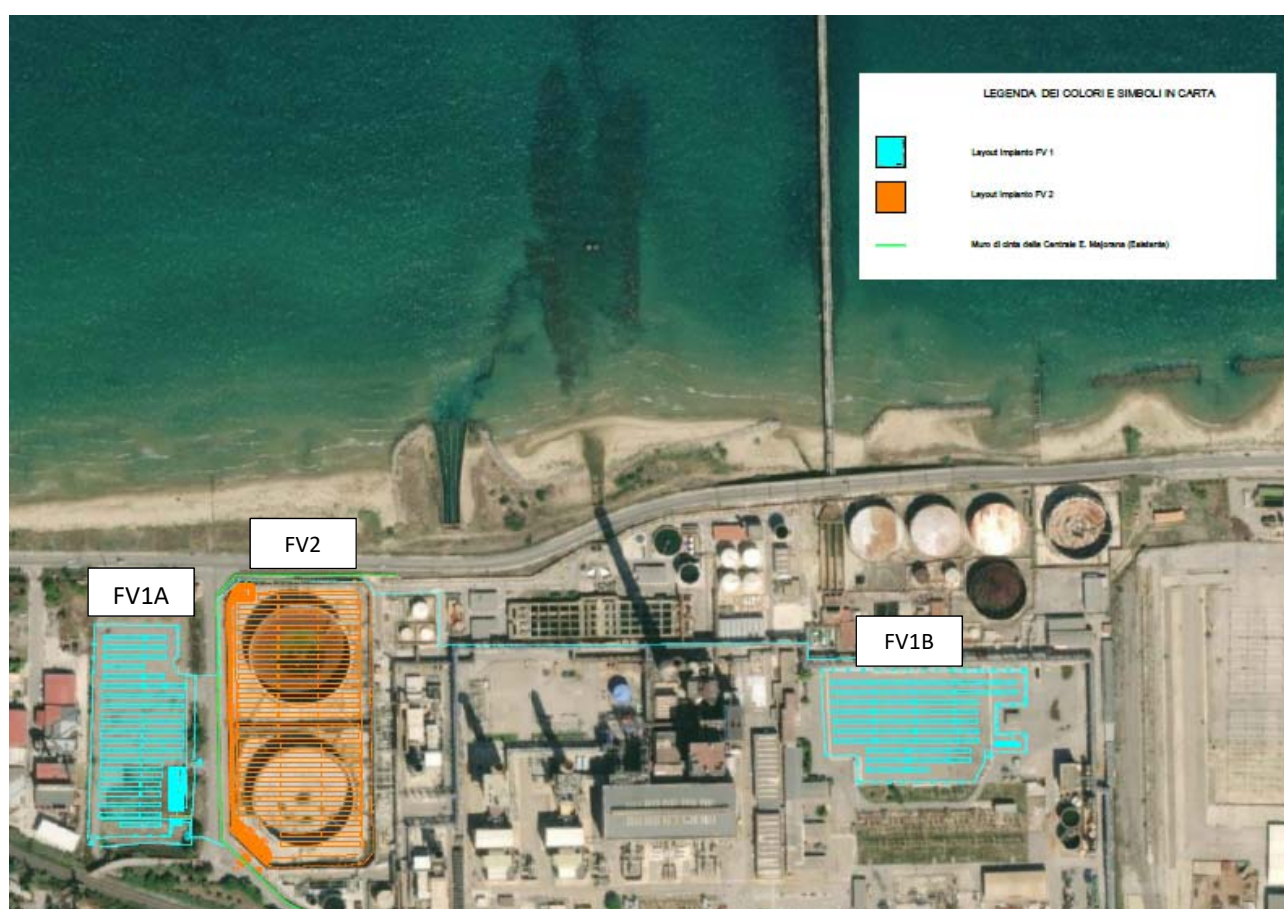 LEGENDA DEI COLORI E SIMBOLI IN CARTA
Layout Impianto FV 1
Layout Impianto FV 2
Muro di cinta della Centrale E. Majorana (Esistente)
FV2
FV1A
FV1B